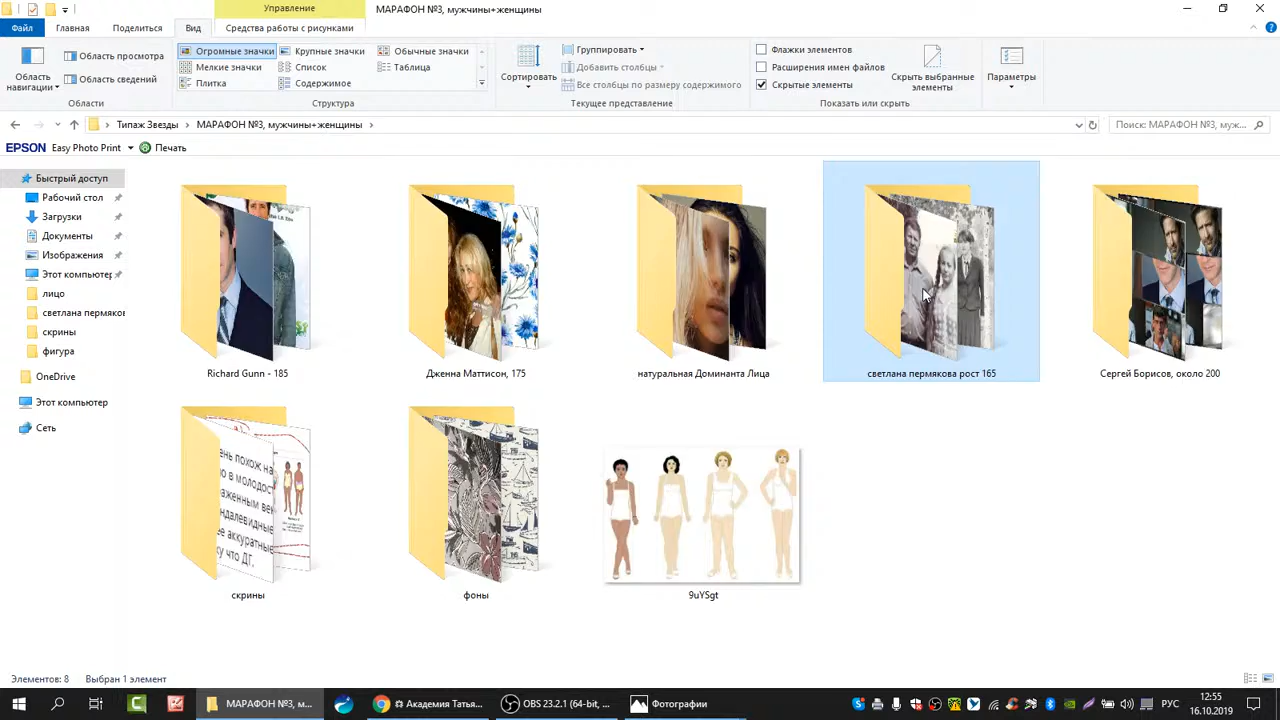 Управление
МАРАФОН №3, мужчины+женщины
Файл
Главная
Поделиться
Вид
Средства работы с рисунками
Область навигации
Область просмотра
Область сведений
Области
Огромные значки
Крупные значки
Обычные значки
Мелкие значки
Список
Таблица
Плитка
Содержимое
Структура
Сортировать
Группировать
Добавить столбцы
Все столбцы по размеру содержимого
Текущее представление
Флажки элементов
Расширения имен файлов
Скрытые элементы
Скрыть выбранные
элементы
Показать или скрыть
Параметры
Типаж Звезды
МАРАФОН №3, мужчины+женщины
Поиск: МАРАФОН №3, муж...
EPSON Easy Photo Print
Печать
Быстрый доступ
Рабочий стол
Загрузки
Документы
Изображения
Этот компьютер
лицо
светлана пермяков
скрины
фигура
OneDrive
Этот компьютер
Сеть
Richard Gunn - 185
Дженна Маттисон, 175
натуральная Доминанта Лица
светлана пермякова рост 165
Сергей Борисов, около 200
скрины
фоны
9uYSgt
Элементов: 8
Выбран 1 элемент
МАРАФОН №3, м...
Академия Татья...
OBS 23.2.1 (64-bit, ...
Фотографии
РУС
12:55
16.10.2019